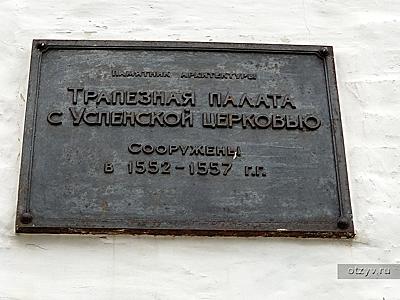 ПАМЯТНИК АРХИТЕКТУРЫ
ТРАПЕЗНАЯ ПАЛАТА
С УСПЕНСКОЙ ЦЕРКОВЬЮ
СООРУЖЕНЫ
В 1552-1557 Г.Г.
otzyv.ru